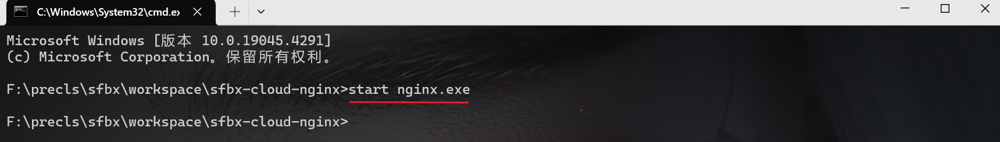 C:\Windows\System32\cmd.ex
Microsoft Windows [版本 10.0.19045.4291]
(c) Microsoft Corporation。保留所有权利。
F:\precls\sfbx\workspace\sfbx-cloud-nginx>start nginx.exe
F:\precls\sfbx\workspace\sfbx-cloud-nginx>